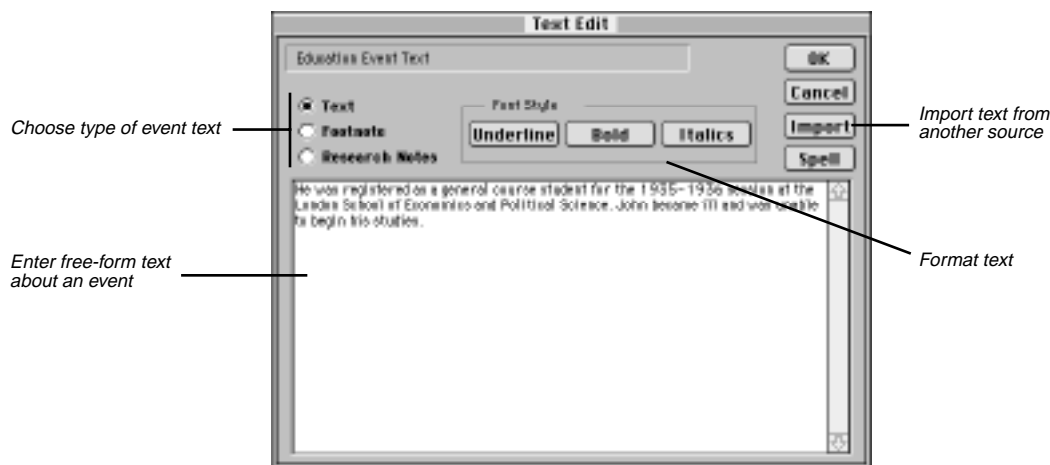 Text Edit
Education Event Text
OK
Cancel
Import
Spell
Text
Footnote
Research Notes
Font Style
Underline Bold Italics
Choose type of event text
Import text from
another source
He was registered as a general course student for the 1935-1936 session at the
London School of Economics and Political Science. John became ill and was unable
to begin his studies.
Enter free-form text
about an event
Format text